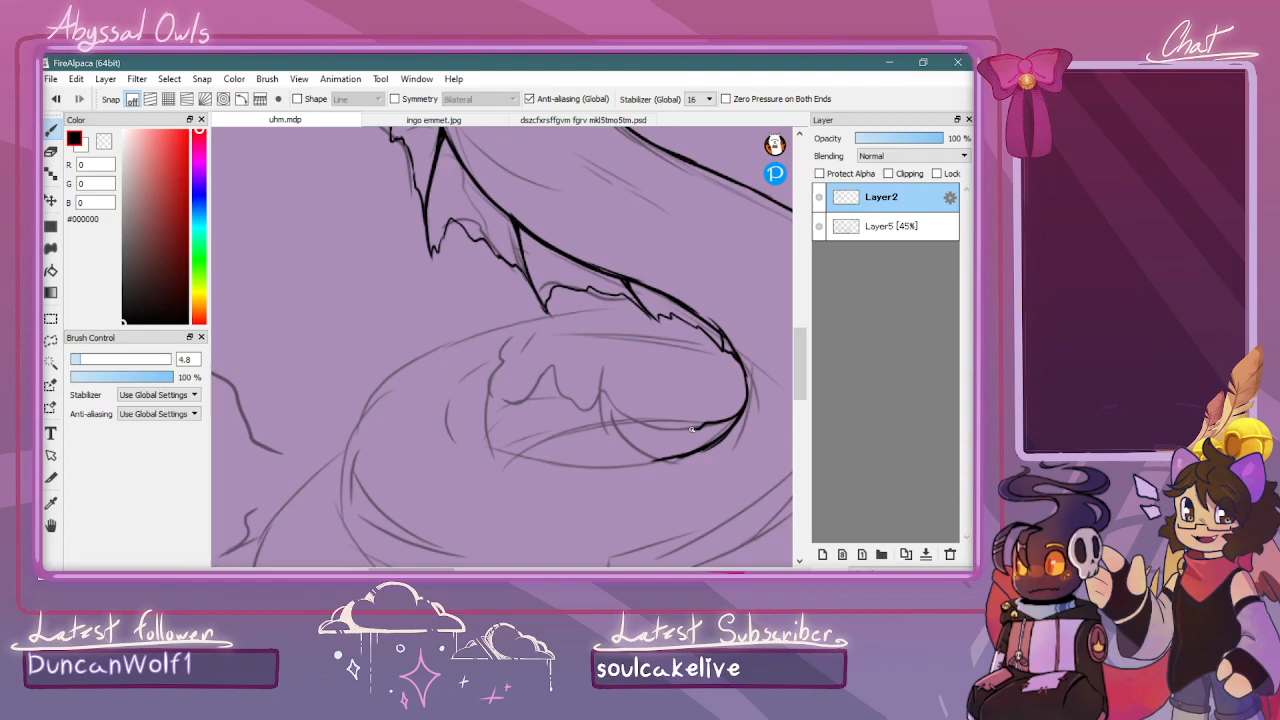 Abyssal Owls
Chat
FireAlpaca (64bit)
File Edit Layer Filter Select Snap Color Brush View Animation Tool Window Help
Snap off Shape Line Symmetry Bilateral Anti-aliasing (Global) Stabilizer (Global) 16 Zero Pressure on Both Ends
Color
uhm.mdp
ingo emmet.jpg
dszcfxrsffgvm fgrv mkl5tmo5tm.psd
Layer
Opacity 100 %
Blending Normal
Protect Alpha Clipping Lock
Layer2
Layer5 [45%]
R 0
G 0
B 0
#000000
Brush Control
4.8
100 %
Stabilizer Use Global Settings
Anti-aliasing Use Global Settings
T
P
Latest follower
DuncanWolf1
Latest Subscriber
soulcakelive